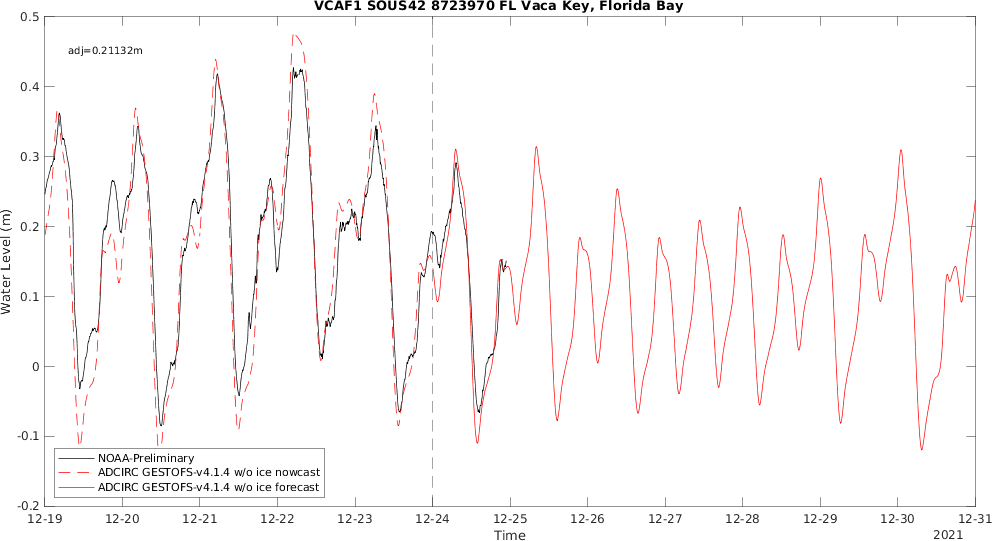 VCAF1 SOUS42 8723970 FL Vaca Key, Florida Bay
adj=0.21132m
0.5
0.4
0.3
0.2
0.1
0
-0.1
-0.2
Water Level (m)
NOAA-Preliminary
ADCIRC GESTOFS-v4.1.4 w/o ice nowcast
ADCIRC GESTOFS-v4.1.4 w/o ice forecast
12-19 12-20 12-21 12-22 12-23 12-24 12-25 12-26 12-27 12-28 12-29 12-30 12-31
Time
2021